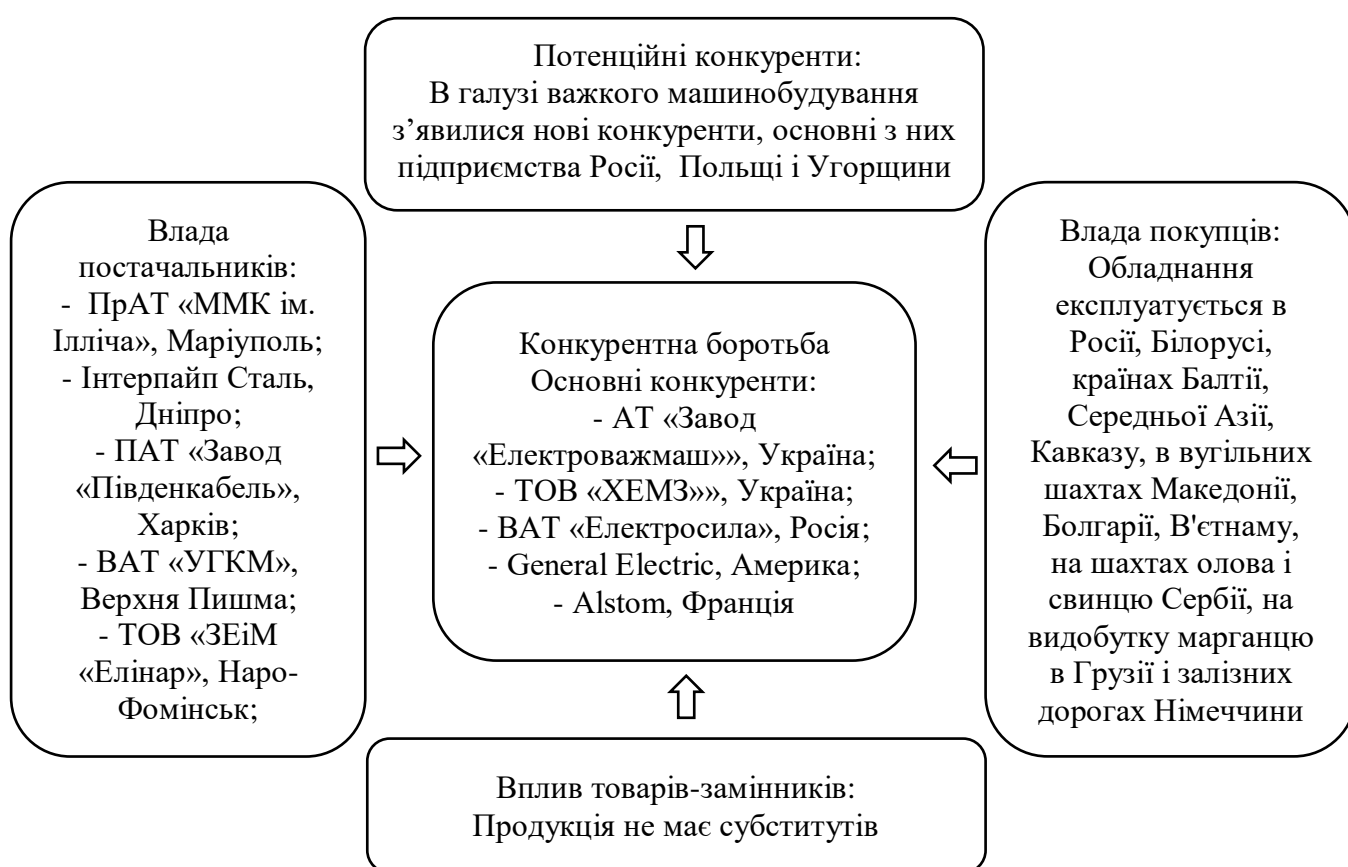 Потенційні конкуренти:
В галузі важкого машинобудування
з’явилися нові конкуренти, основні з них
підприємства Росії, Польщі і Угорщини
Влада
постачальників:
- ПрАТ «ММК ім.
Ілліча», Маріуполь;
- Інтерпайп Сталь,
Дніпро;
- ПАТ «Завод
«Південкабель»,
Харків;
- ВАТ «УГКМ»,
Верхня Пишма;
- ТОВ «ЗЕіМ
«Елінар», Наро-
Фомінськ;
Конкурентна боротьба
Основні конкуренти:
- АТ «Завод
«Електроважмаш»», Україна;
- ТОВ «ХЕМЗ»», Україна;
- ВАТ «Електросила», Росія;
- General Electric, Америка;
- Alstom, Франція
Влада покупців:
Обладнання
експлуатується в
Росії, Білорусі,
країнах Балтії,
Середньої Азії,
Кавказу, в вугільних
шахтах Македонії,
Болгарії, В'єтнаму,
на шахтах олова і
свинцю Сербії, на
видобутку марганцю
в Грузії і залізних
дорогах Німеччини
Вплив товарів-замінників:
Продукція не має субститутів